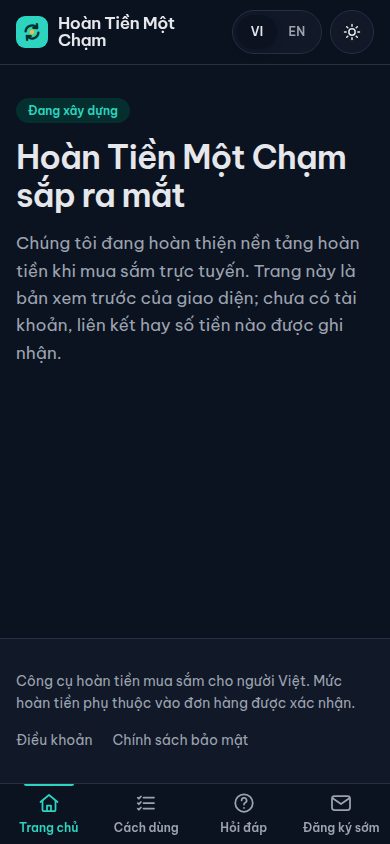 Hoàn Tiền Một
Chạm
VI
EN
Đang xây dựng
Hoàn Tiền Một Chạm
sắp ra mắt
Chúng tôi đang hoàn thiện nền tảng hoàn
tiền khi mua sắm trực tuyến. Trang này là
bản xem trước của giao diện; chưa có tài
khoản, liên kết hay số tiền nào được ghi
nhận.
Công cụ hoàn tiền mua sắm cho người Việt. Mức
hoàn tiền phụ thuộc vào đơn hàng được xác nhận.
Điều khoản
Chính sách bảo mật
Trang chủ
Cách dùng
Hỏi đáp
Đăng ký sớm